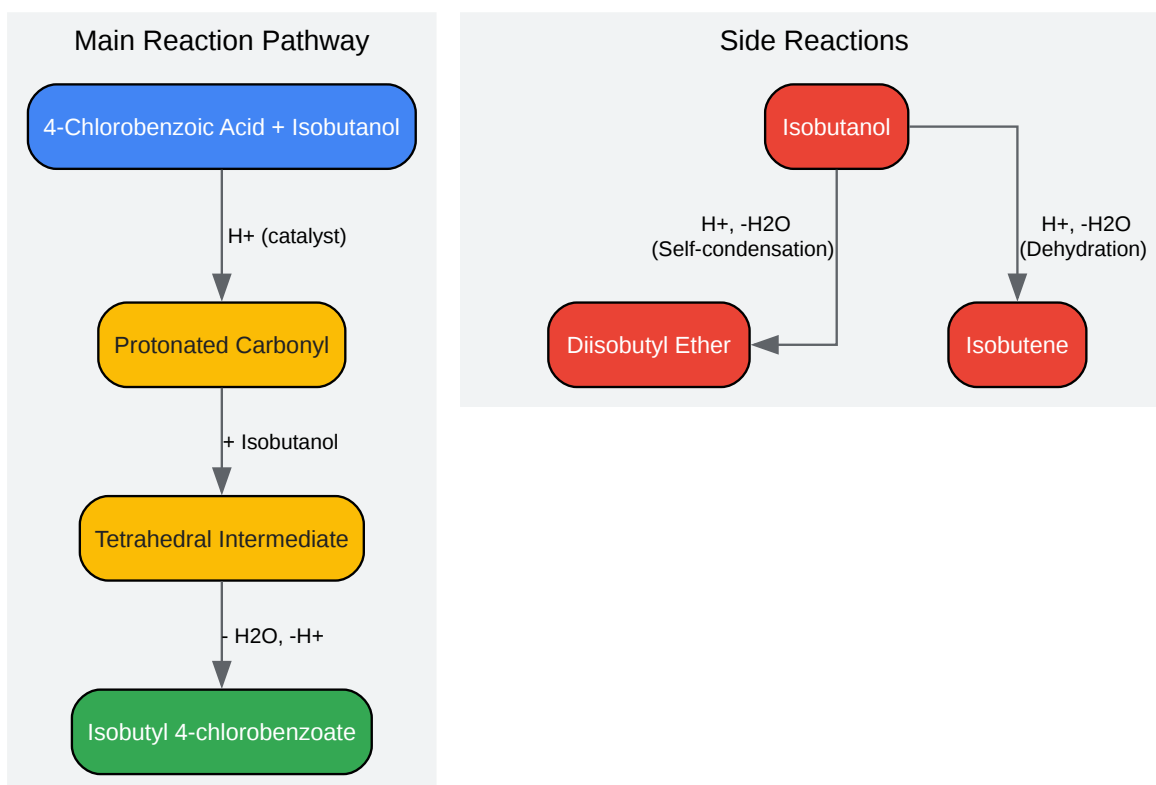 Main Reaction Pathway
4-Chlorobenzoic Acid + Isobutanol
H+ (catalyst)
Protonated Carbonyl
+ Isobutanol
Tetrahedral Intermediate
- H2O, -H+
Isobutyl 4-chlorobenzoate
Side Reactions
Isobutanol
H+, -H2O
(Self-condensation)
H+, -H2O
(Dehydration)
Diisobutyl Ether
Isobutene